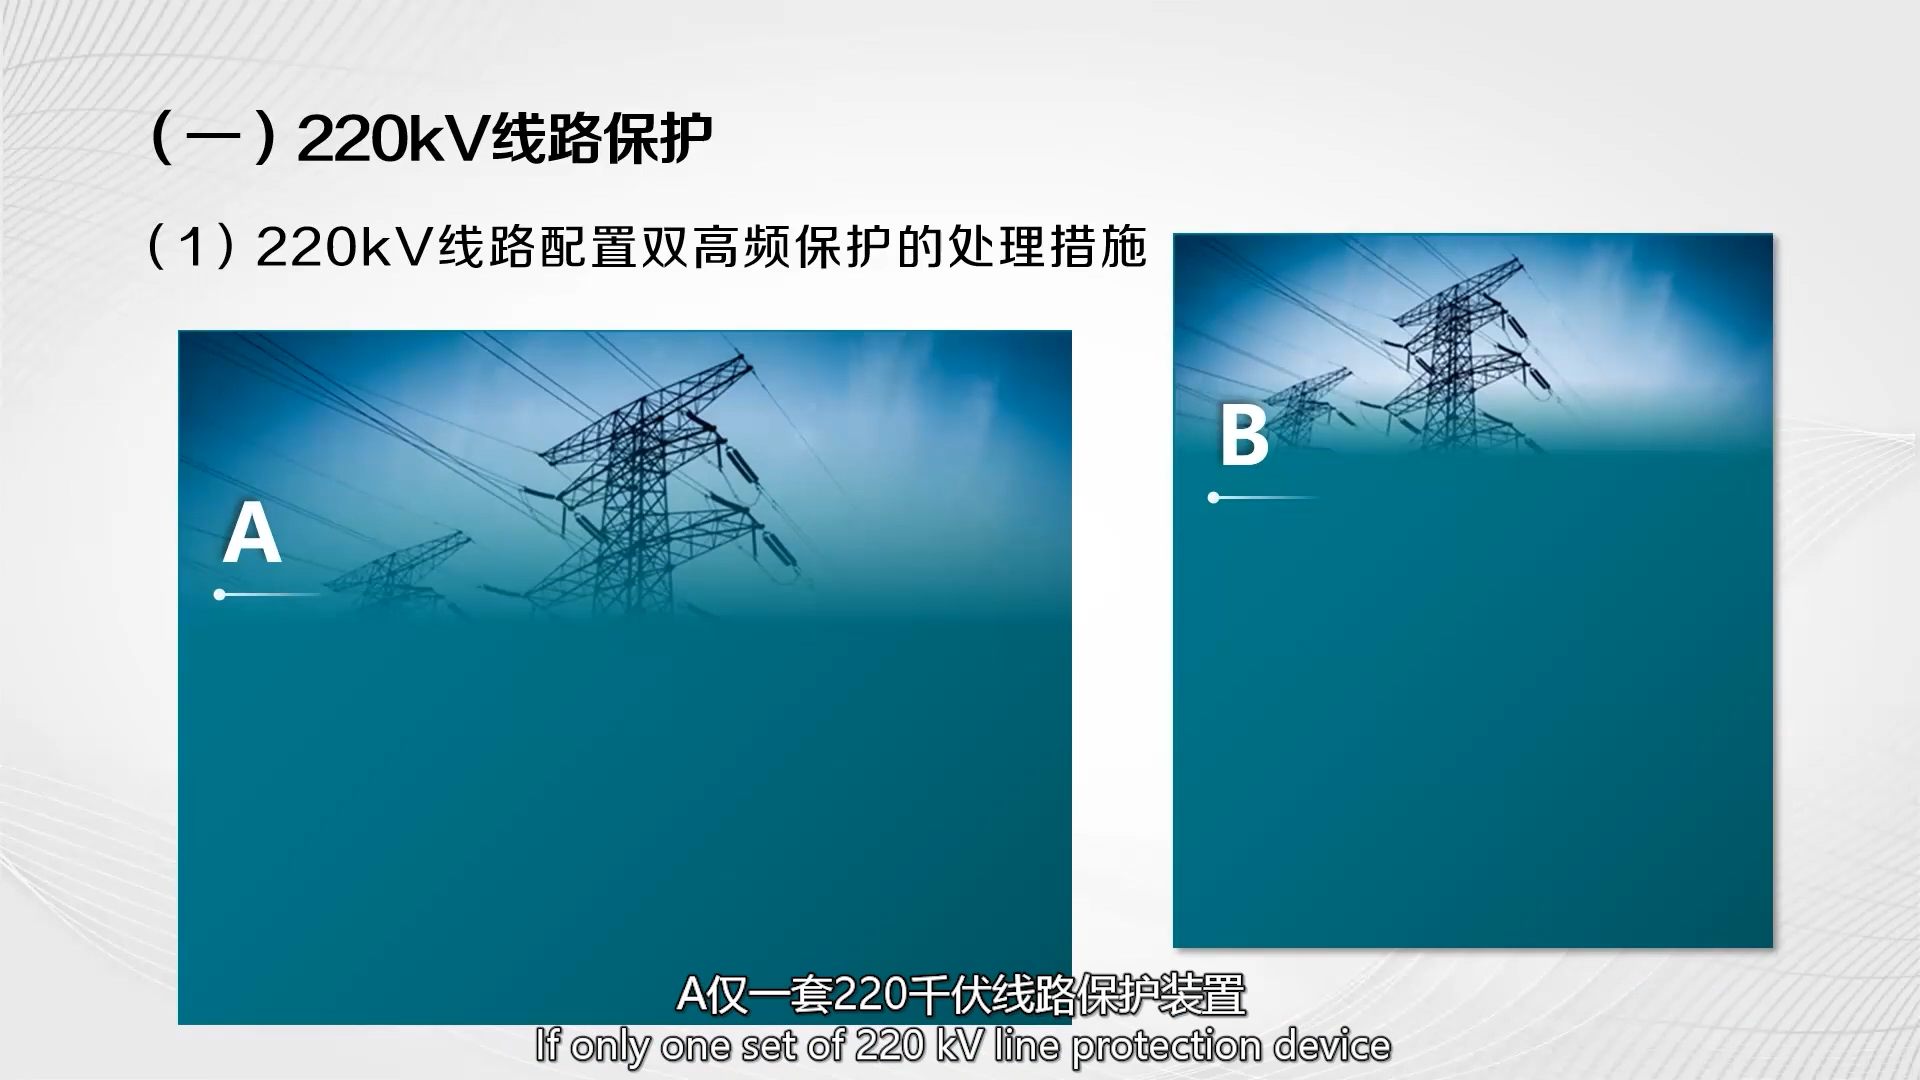 （一）220kV线路保护
（1）220kV线路配置双高频保护的处理措施
A
B
A仅一套220千伏线路保护装置
If only one set of 220 kV line protection device